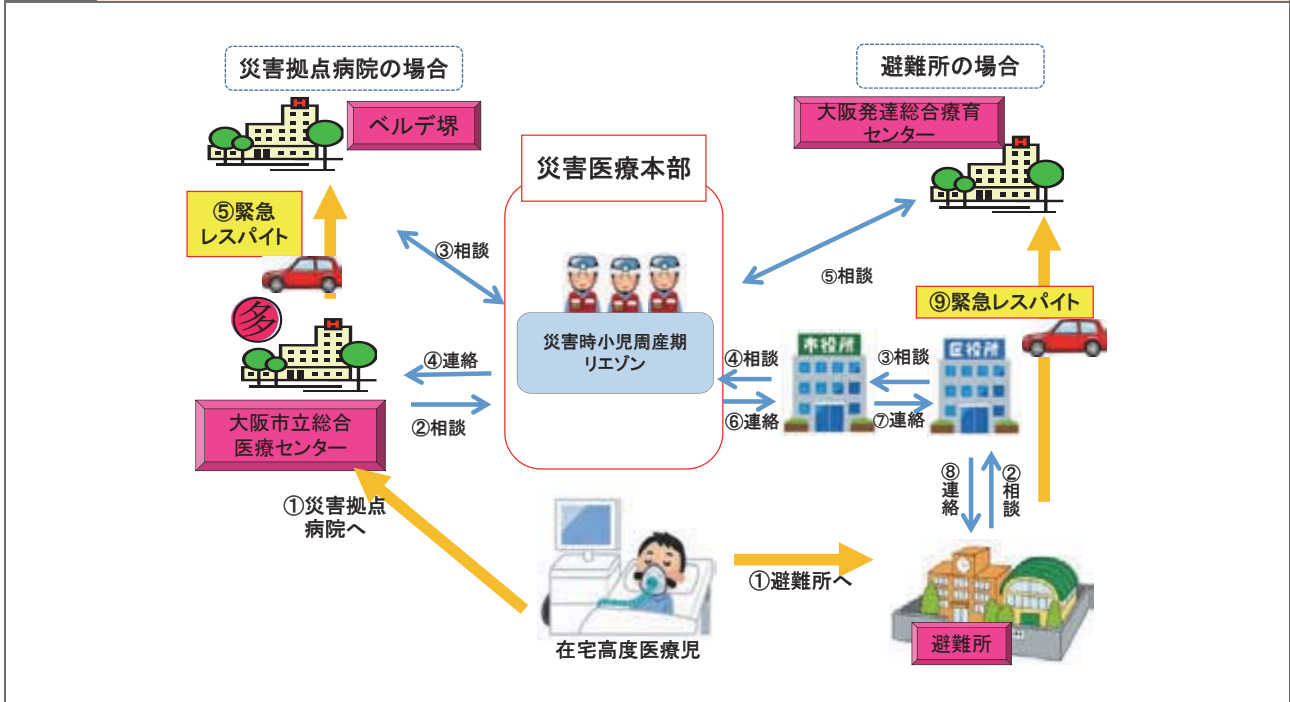 災害拠点病院の場合
ベルデ堺
⑤緊急
レスパイト
多
大阪市立総合
医療センター
①災害拠点
病院へ
③相談
④連絡
②相談
災害医療本部
災害時小児周産期
リエゾン
在宅高度医療児
避難所の場合
大阪発達総合療育
センター
⑤相談
⑨緊急レスパイト
市役所
区役所
④相談
③相談
⑥連絡
⑦連絡
⑧連絡
②相談
①避難所へ
避難所
H
H
H